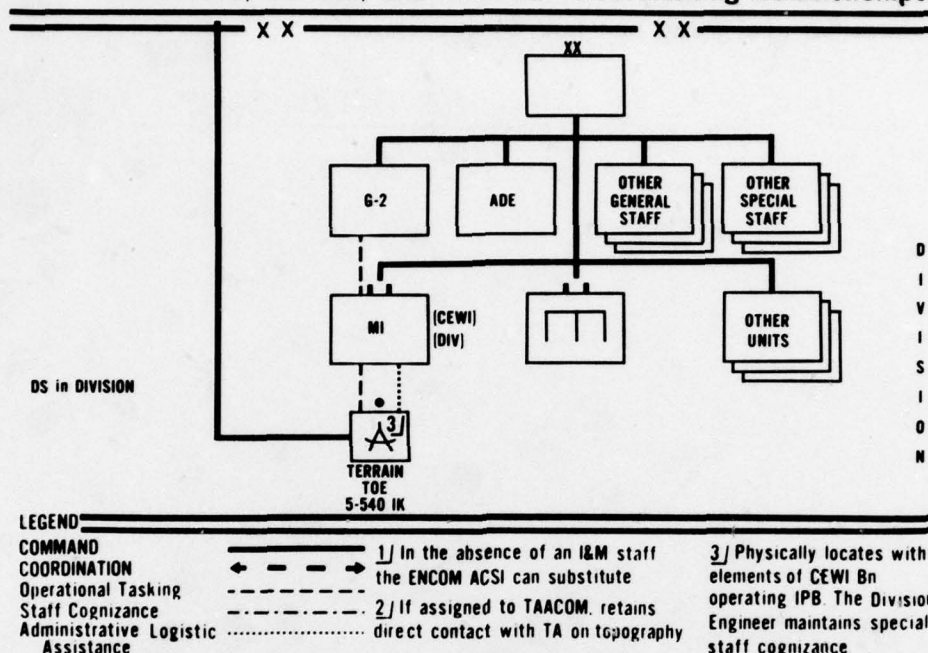 X X X X
XX
G-2 ADE OTHER GENERAL STAFF OTHER SPECIAL STAFF
MI (CEWI) (DIV) OTHER UNITS
DIVISION
DS in DIVISION
3/
TERRAIN
TOE
5-540 IK
LEGEND
COMMAND
COORDINATION
Operational Tasking
Staff Cognizance
Administrative Logistic
Assistance
1/ In the absence of an I&M staff
the ENCOM ACSI can substitute
2/ If assigned to TAACOM, retains
direct contact with TA on topography
3/ Physically locates with
elements of CEWI Bn
operating IPB. The Division
Engineer maintains special
staff cognizance